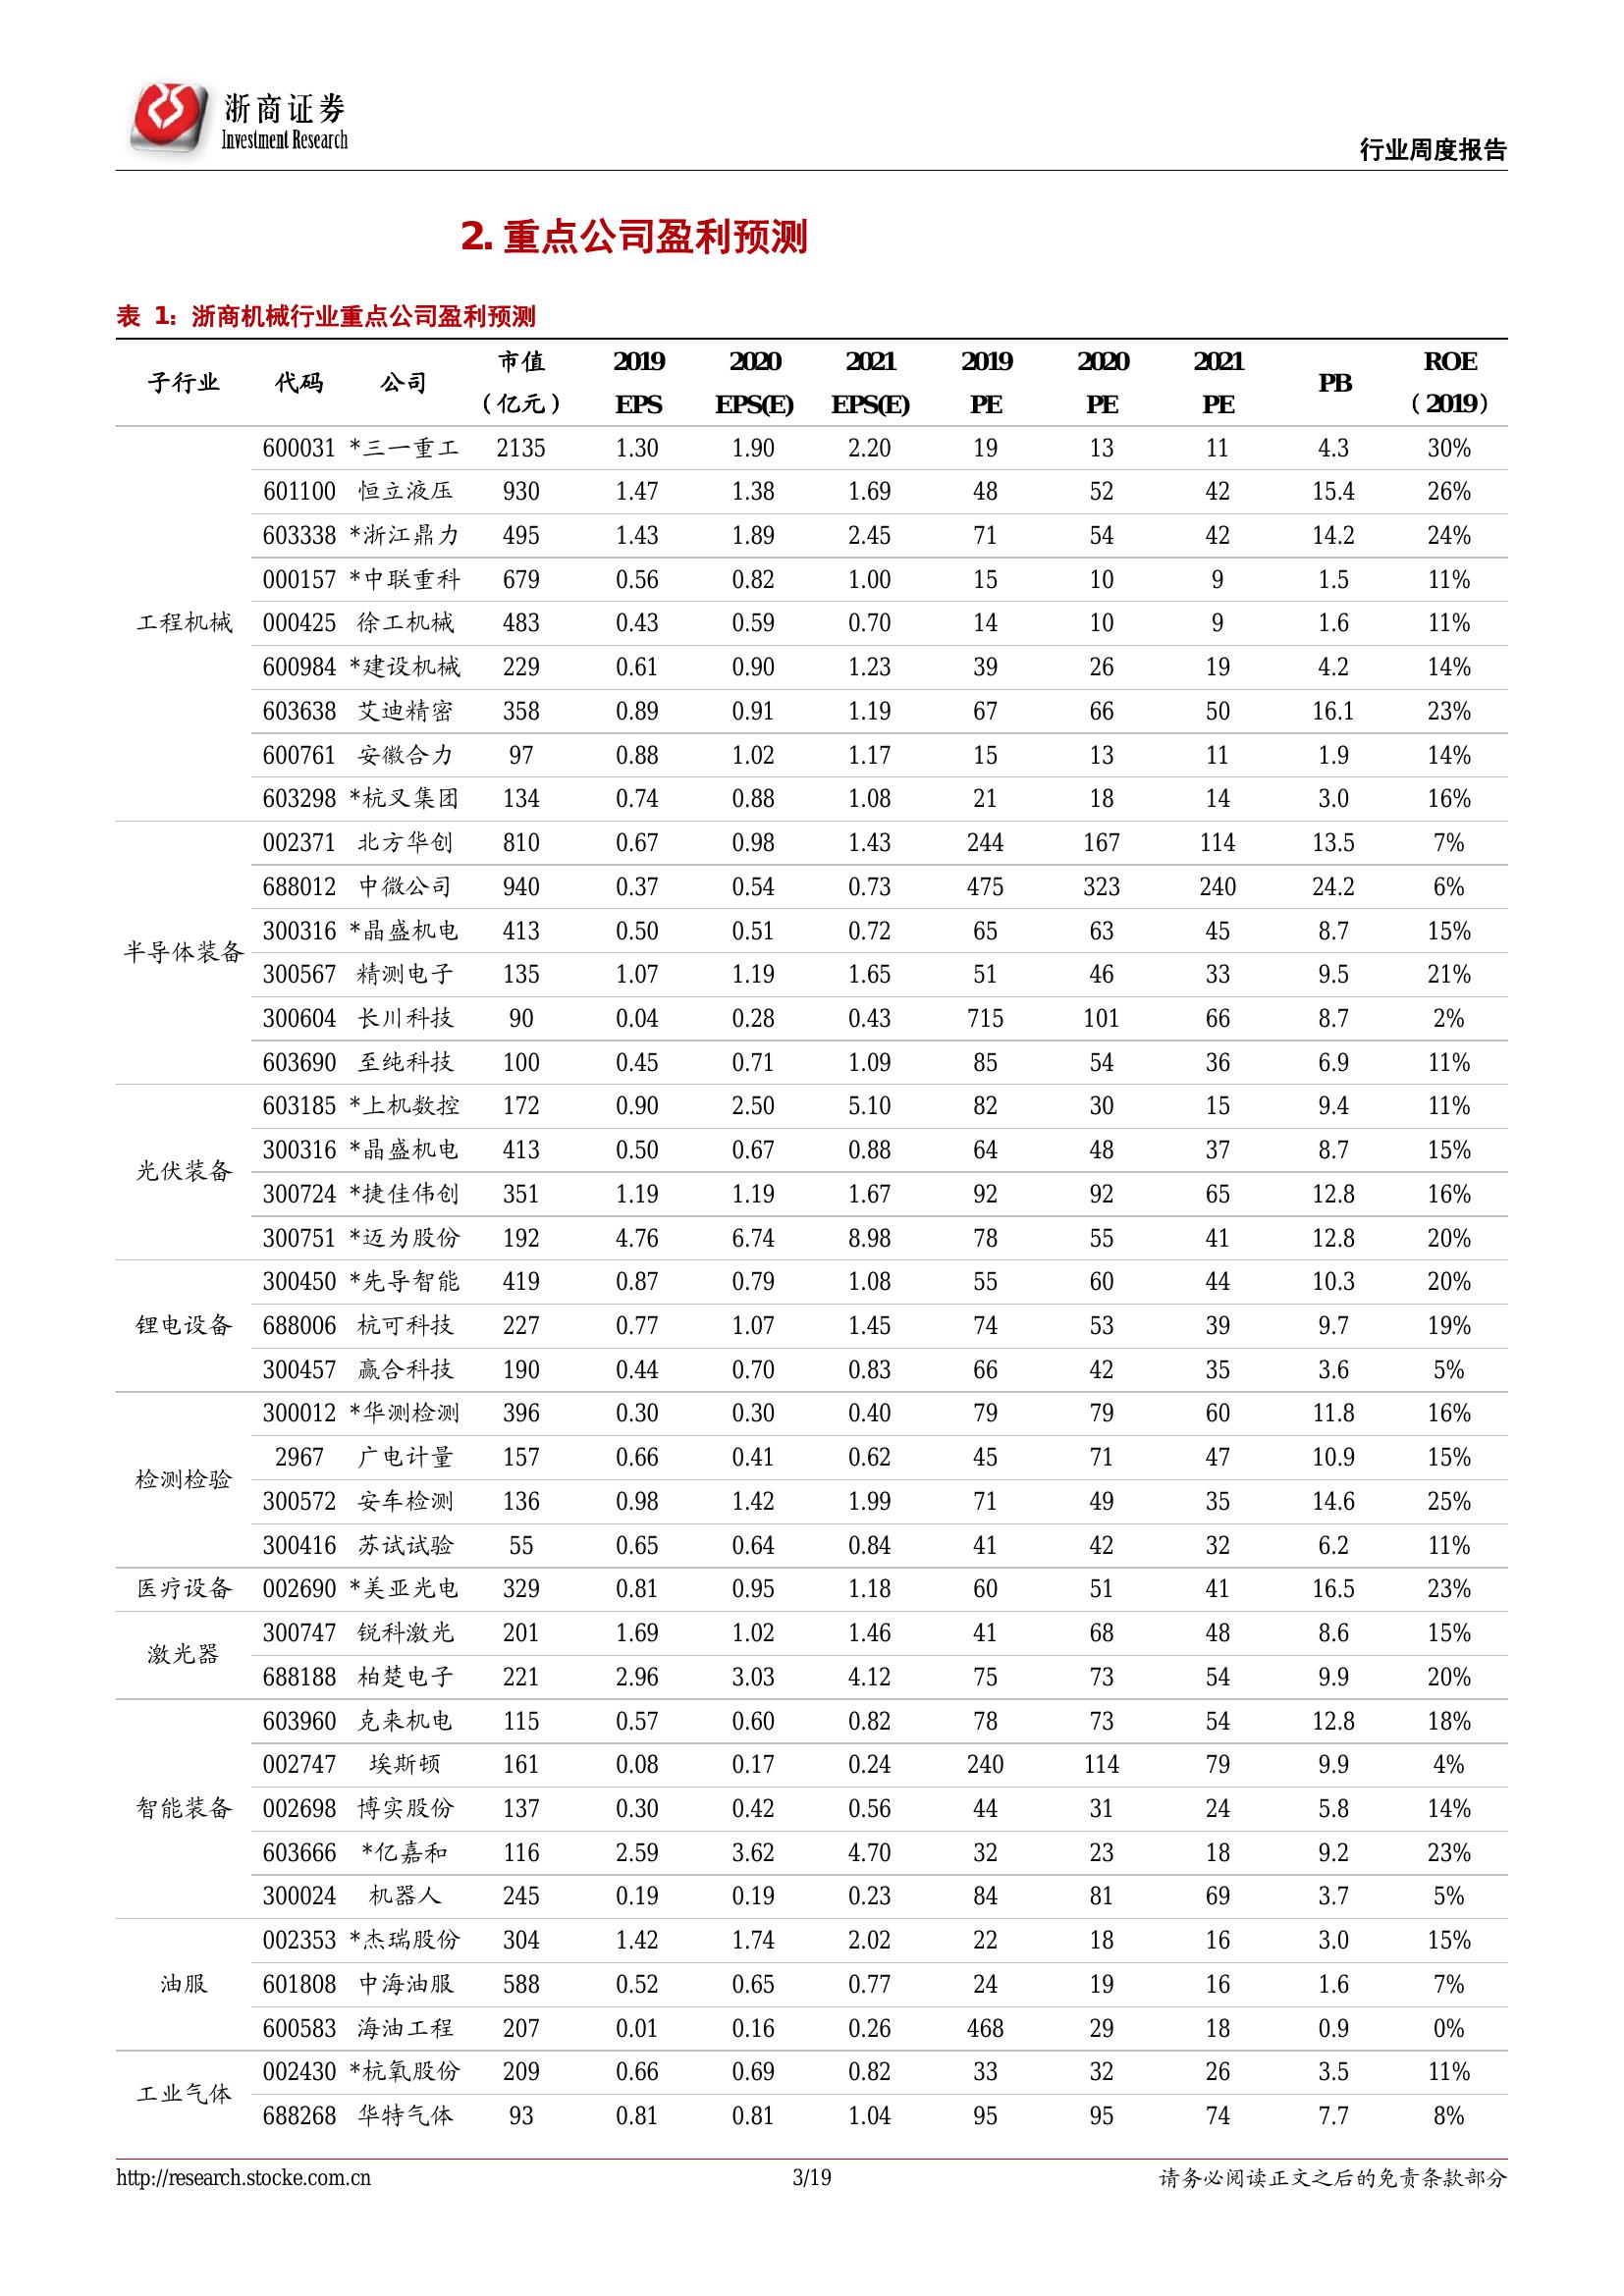 浙商证券
Investment Research
行业周度报告
2. 重点公司盈利预测
表 1: 浙商机械行业重点公司盈利预测
子行业 代码 公司 市值（亿元） 2019 EPS 2020 EPS(E) 2021 EPS(E) 2019 PE 2020 PE 2021 PE PB ROE（2019）
工程机械
600031 *三一重工 2135 1.30 1.90 2.20 19 13 11 4.3 30%
601100 恒立液压 930 1.47 1.38 1.69 48 52 42 15.4 26%
603338 *浙江鼎力 495 1.43 1.89 2.45 71 54 42 14.2 24%
000157 *中联重科 679 0.56 0.82 1.00 15 10 9 1.5 11%
000425 徐工机械 483 0.43 0.59 0.70 14 10 9 1.6 11%
600984 *建设机械 229 0.61 0.90 1.23 39 26 19 4.2 14%
603638 艾迪精密 358 0.89 0.91 1.19 67 66 50 16.1 23%
600761 安徽合力 97 0.88 1.02 1.17 15 13 11 1.9 14%
603298 *杭叉集团 134 0.74 0.88 1.08 21 18 14 3.0 16%
半导体装备
002371 北方华创 810 0.67 0.98 1.43 244 167 114 13.5 7%
688012 中微公司 940 0.37 0.54 0.73 475 323 240 24.2 6%
300316 *晶盛机电 413 0.50 0.51 0.72 65 63 45 8.7 15%
300567 精测电子 135 1.07 1.19 1.65 51 46 33 9.5 21%
300604 长川科技 90 0.04 0.28 0.43 715 101 66 8.7 2%
603690 至纯科技 100 0.45 0.71 1.09 85 54 36 6.9 11%
光伏装备
603185 *上机数控 172 0.90 2.50 5.10 82 30 15 9.4 11%
300316 *晶盛机电 413 0.50 0.67 0.88 64 48 37 8.7 15%
300724 *捷佳伟创 351 1.19 1.19 1.67 92 92 65 12.8 16%
300751 *迈为股份 192 4.76 6.74 8.98 78 55 41 12.8 20%
锂电设备
300450 *先导智能 419 0.87 0.79 1.08 55 60 44 10.3 20%
688006 杭可科技 227 0.77 1.07 1.45 74 53 39 9.7 19%
300457 赢合科技 190 0.44 0.70 0.83 66 42 35 3.6 5%
检测检验
300012 *华测检测 396 0.30 0.30 0.40 79 79 60 11.8 16%
2967 广电计量 157 0.66 0.41 0.62 45 71 47 10.9 15%
300572 安车检测 136 0.98 1.42 1.99 71 49 35 14.6 25%
300416 苏试试验 55 0.65 0.64 0.84 41 42 32 6.2 11%
医疗设备 002690 *美亚光电 329 0.81 0.95 1.18 60 51 41 16.5 23%
激光器
300747 锐科激光 201 1.69 1.02 1.46 41 68 48 8.6 15%
688188 柏楚电子 221 2.96 3.03 4.12 75 73 54 9.9 20%
智能装备
603960 克来机电 115 0.57 0.60 0.82 78 73 54 12.8 18%
002747 埃斯顿 161 0.08 0.17 0.24 240 114 79 9.9 4%
002698 博实股份 137 0.30 0.42 0.56 44 31 24 5.8 14%
603666 *亿嘉和 116 2.59 3.62 4.70 32 23 18 9.2 23%
300024 机器人 245 0.19 0.19 0.23 84 81 69 3.7 5%
油服
002353 *杰瑞股份 304 1.42 1.74 2.02 22 18 16 3.0 15%
601808 中海油服 588 0.52 0.65 0.77 24 19 16 1.6 7%
600583 海油工程 207 0.01 0.16 0.26 468 29 18 0.9 0%
工业气体
002430 *杭氧股份 209 0.66 0.69 0.82 33 32 26 3.5 11%
688268 华特气体 93 0.81 0.81 1.04 95 95 74 7.7 8%
http://research.stocke.com.cn 3/19 请务必阅读正文之后的免责条款部分